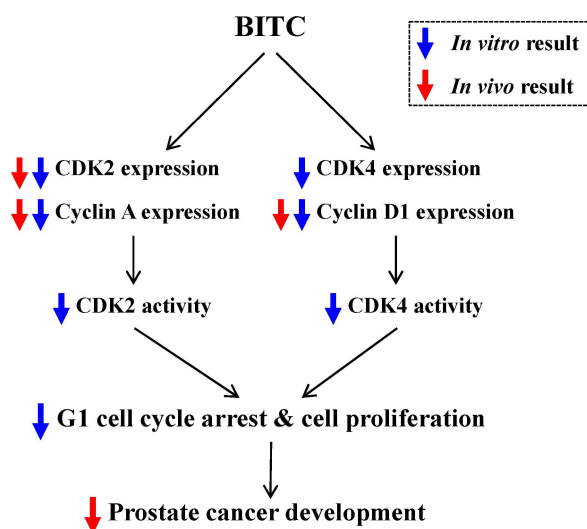 BITC
In vitro result
In vivo result
CDK2 expression
CDK4 expression
Cyclin A expression
Cyclin D1 expression
CDK2 activity
CDK4 activity
G1 cell cycle arrest & cell proliferation
Prostate cancer development